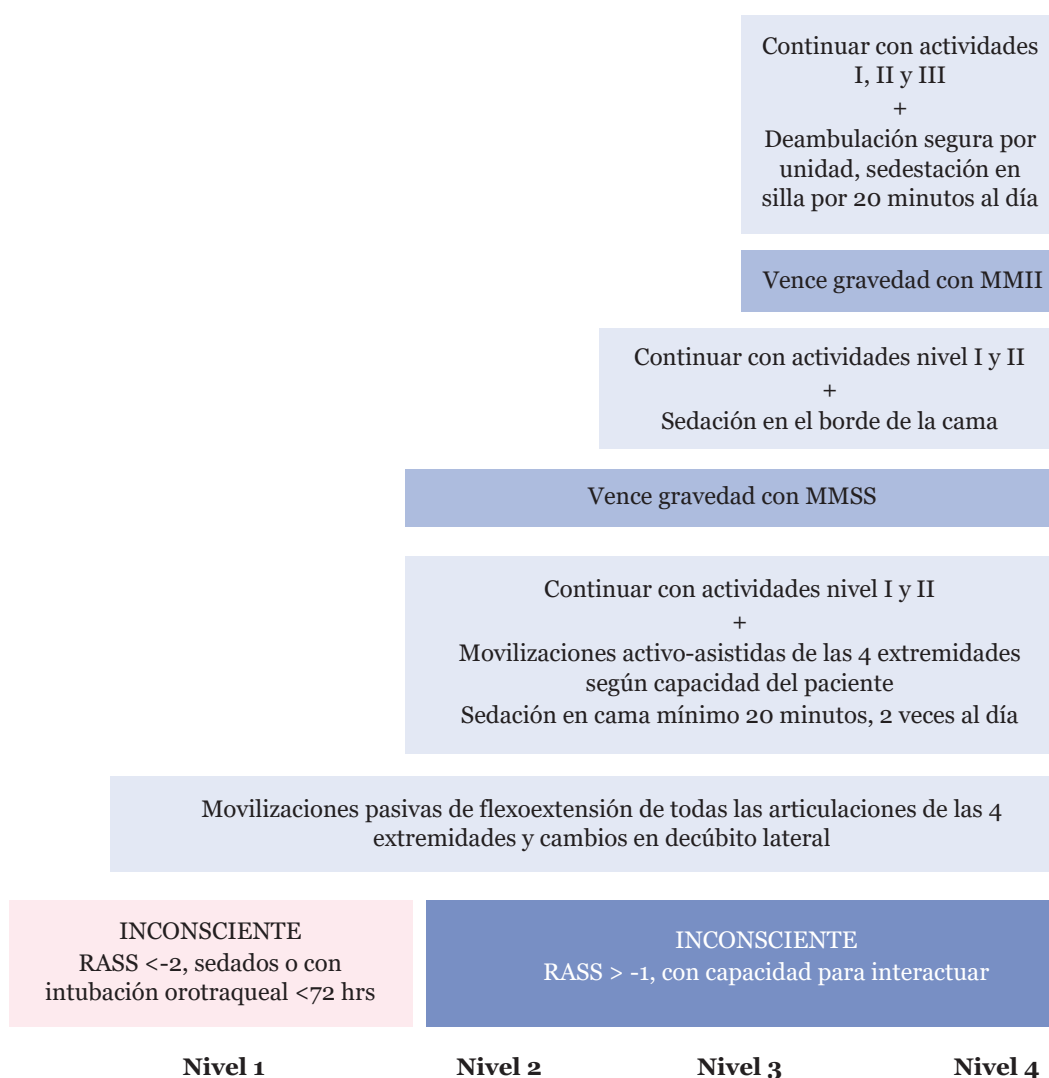 Continuar con actividades
I, II y III
+
Deambulación segura por
unidad, sedestación en
silla por 20 minutos al día
Vence gravedad con MMII
Continuar con actividades nivel I y II
+
Sedación en el borde de la cama
Vence gravedad con MMSS
Continuar con actividades nivel I y II
+
Movilizaciones activo-asistidas de las 4 extremidades
según capacidad del paciente
Sedación en cama mínimo 20 minutos, 2 veces al día
Movilizaciones pasivas de flexoextensión de todas las articulaciones de las 4
extremidades y cambios en decúbito lateral
INCONSCIENTE
RASS <-2, sedados o con
intubación orotraqueal <72 hrs
INCONSCIENTE
RASS > -1, con capacidad para interactuar
Nivel 1 Nivel 2 Nivel 3 Nivel 4